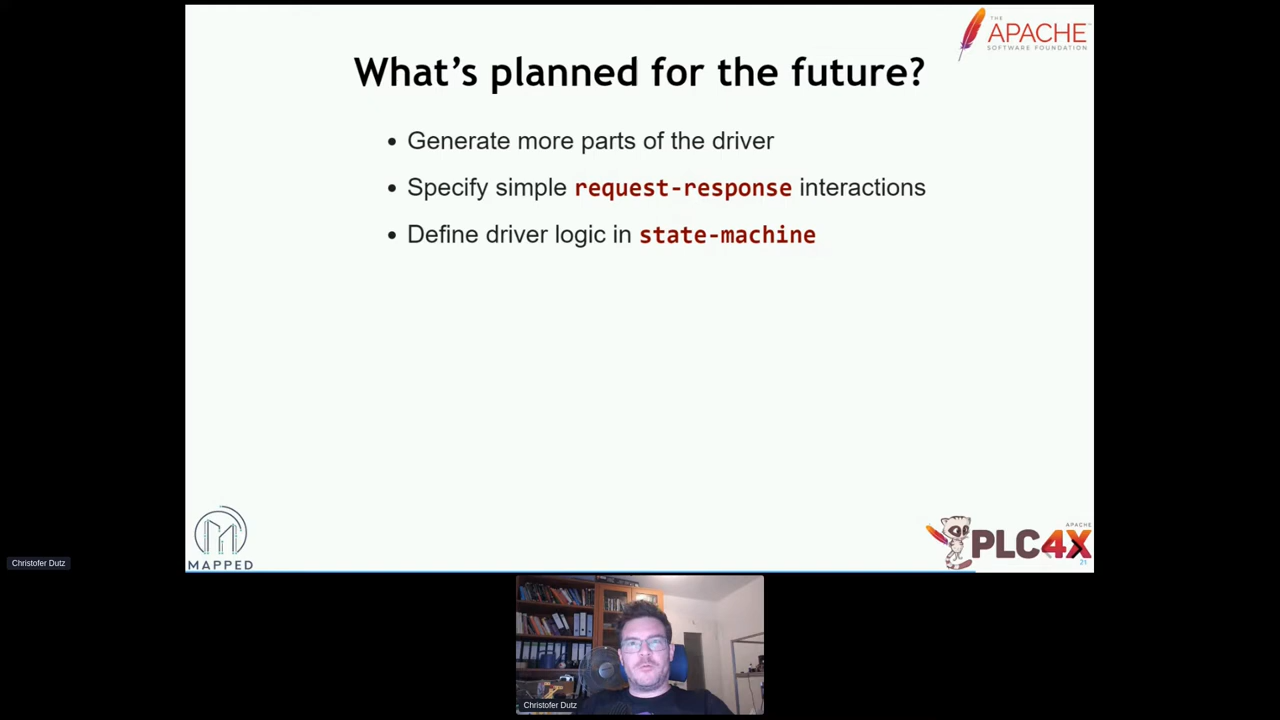 THE
APACHE
SOFTWARE FOUNDATION
What’s planned for the future?
• Generate more parts of the driver
• Specify simple request-response interactions
• Define driver logic in state-machine
MAPPED
APACHE
PLC4X
21
Christofer Dutz
Christofer Dutz